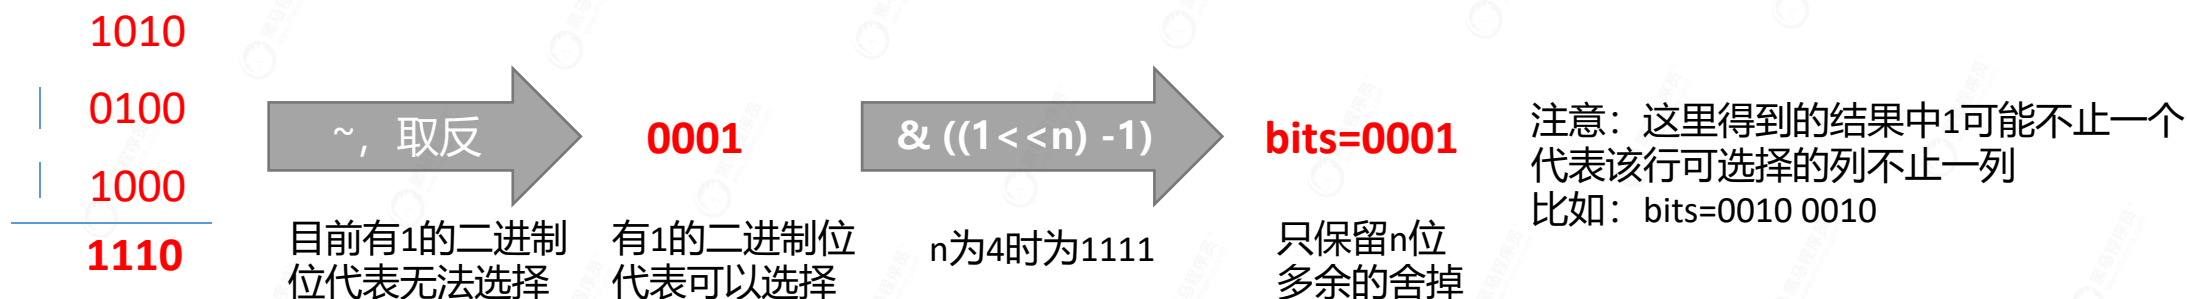 1010
| 0100
| 1000
1110
~, 取反
目前有1的二进制
位代表无法选择
0001
有1的二进制位
代表可以选择
& ((1<<n) -1)
n为4时为1111
bits=0001
只保留n位
多余的舍掉
注意：这里得到的结果中1可能不止一个
代表该行可选择的列不止一列
比如：bits=0010 0010